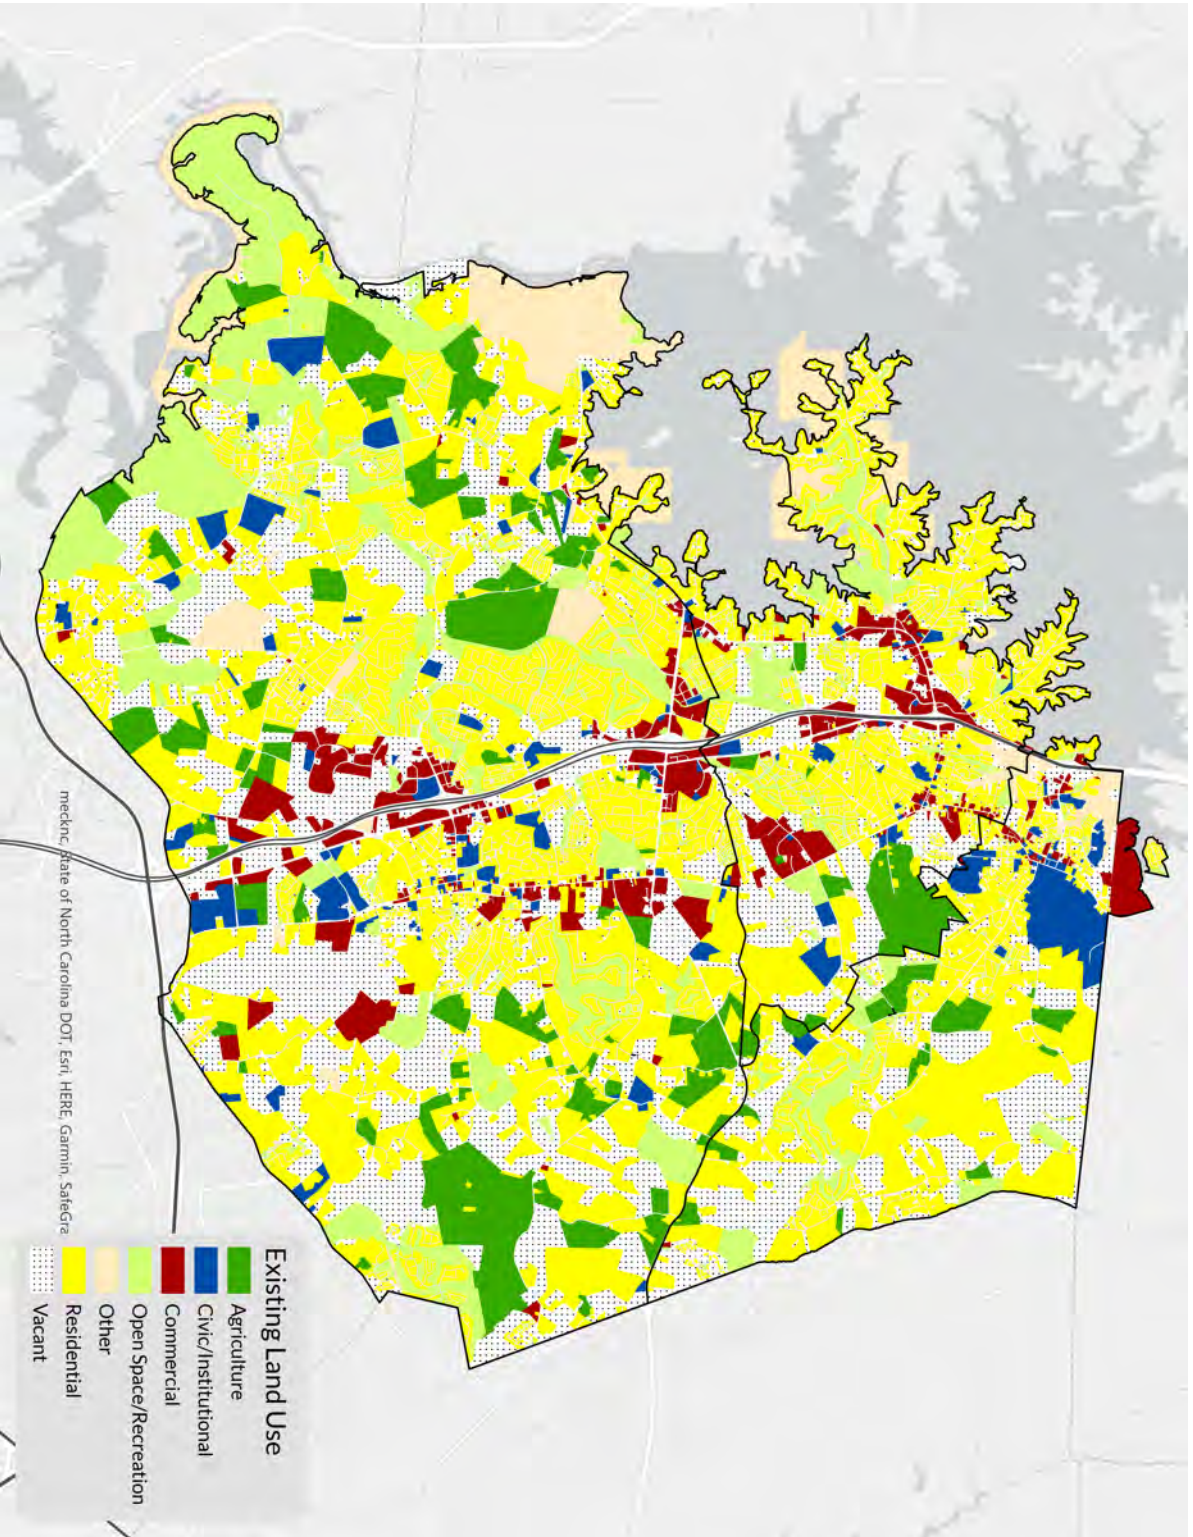 Existing Land Use
Agriculture
Civic/Institutional
Commercial
Open Space/Recreation
Other
Residential
Vacant
mecknc, State of North Carolina DOT, Esri, HERE, Garmin, SafeGra